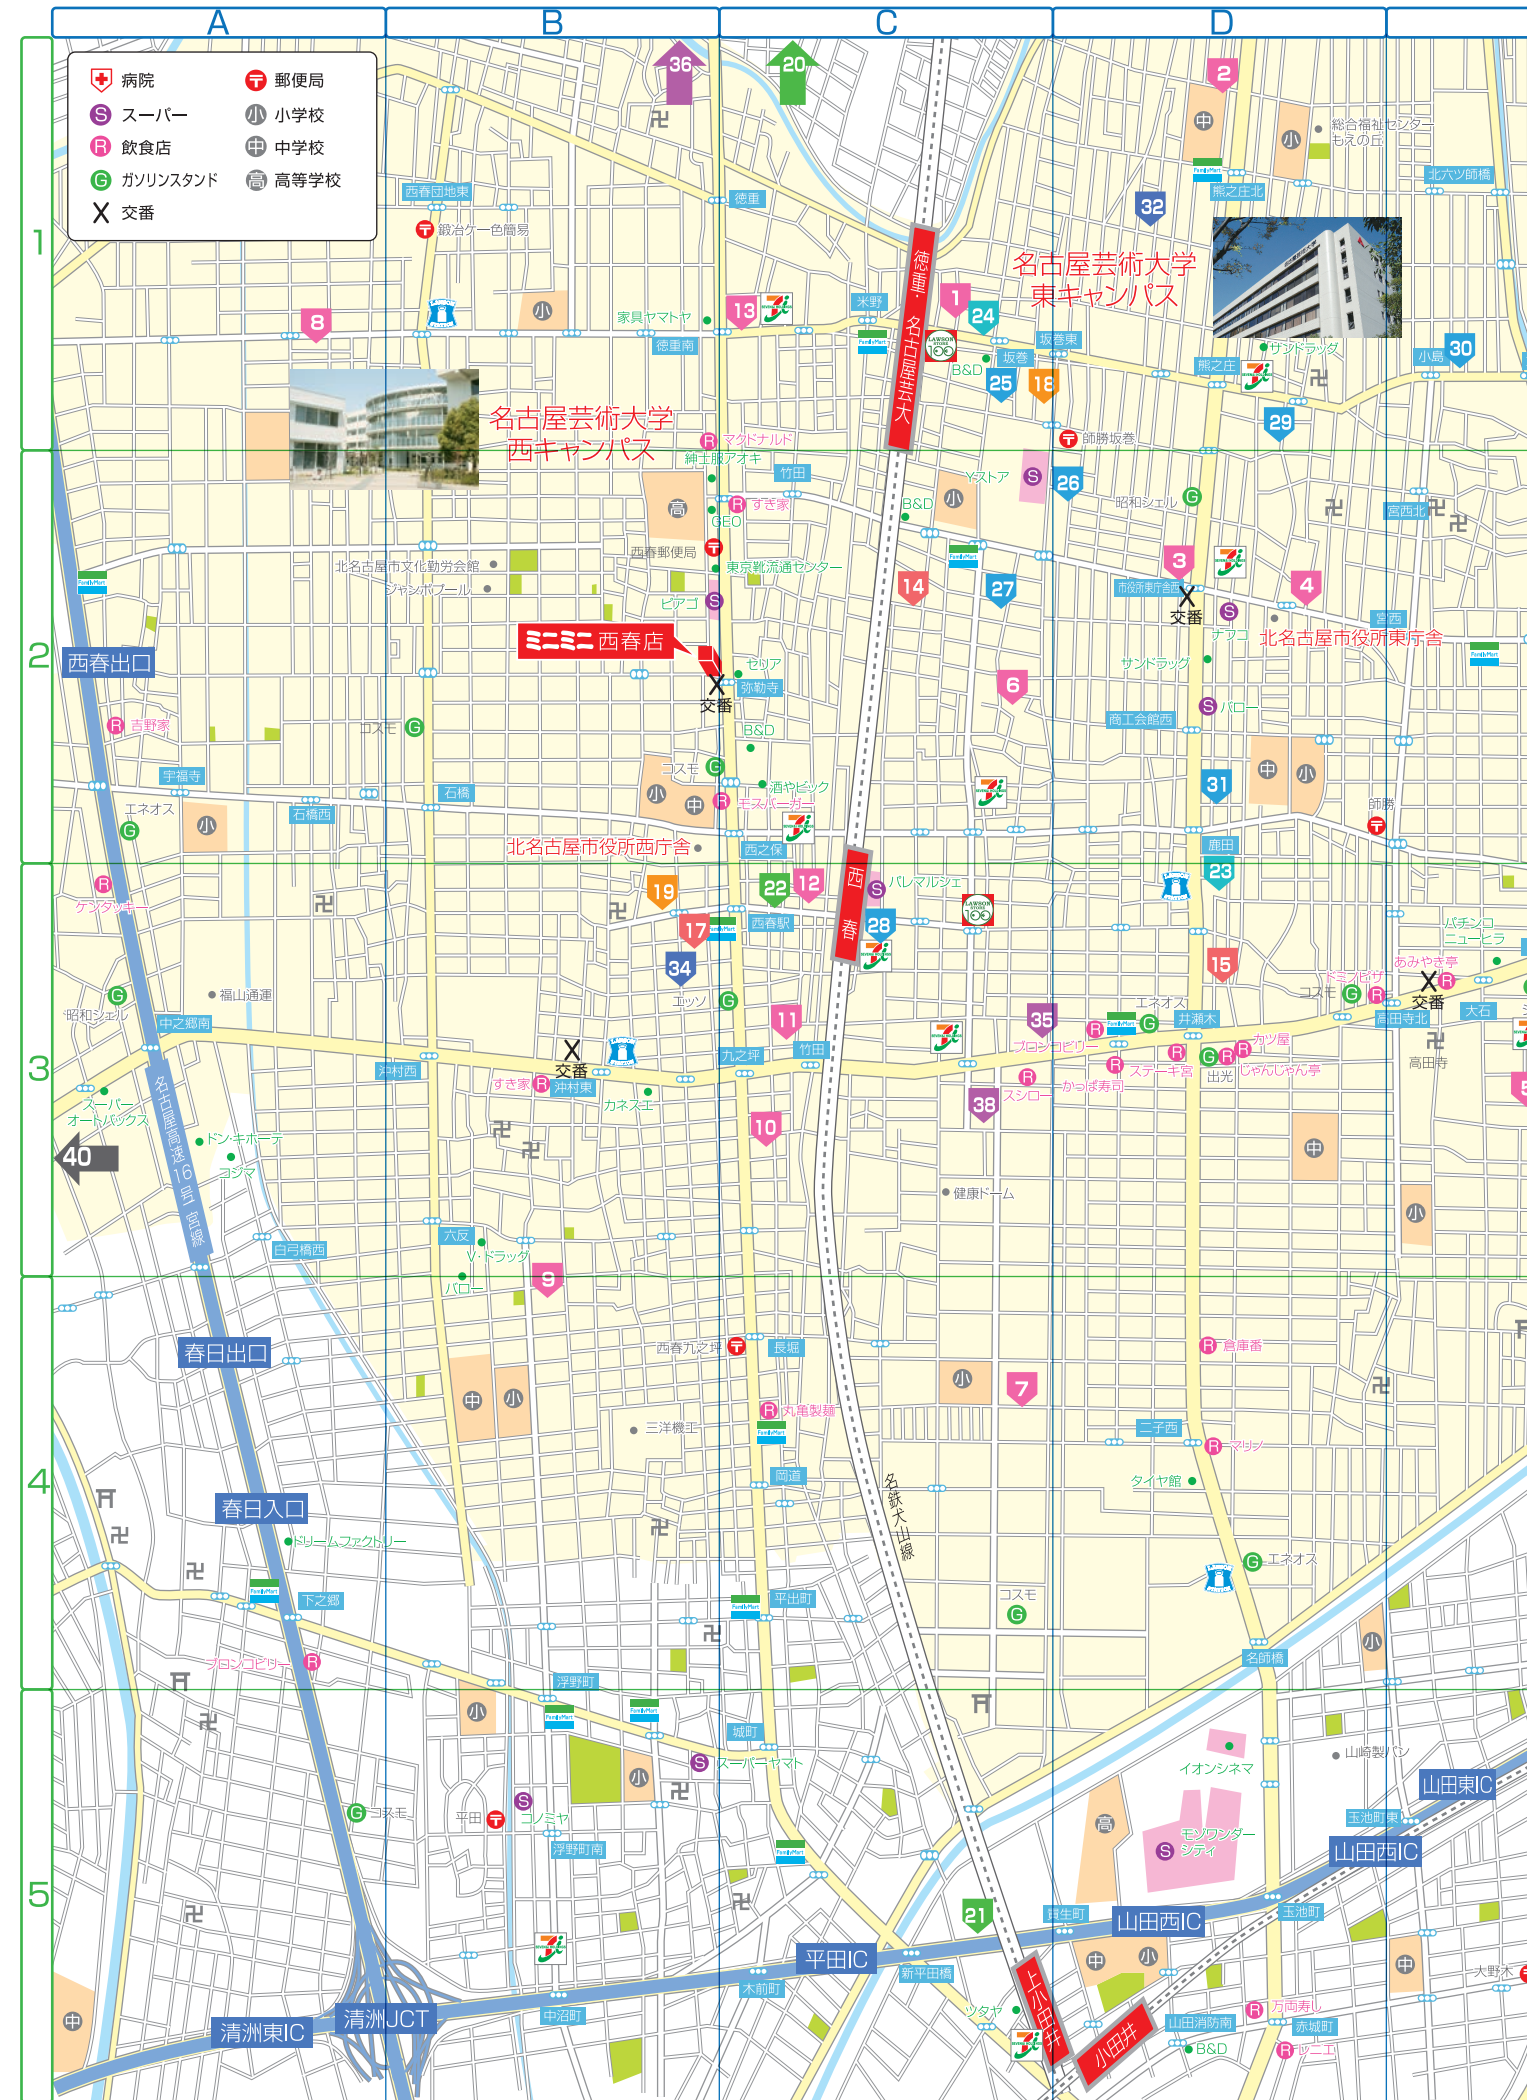 A
B
C
D
1
2
3
4
5
病院
郵便局
スーパー
小 小学校
飲食店
中 中学校
ガソリンスタンド
高 高等学校
交番
36
20
2
総合福祉センター
もえの丘
北六ツ師橋
熊之庄北
西春団地東
徳重
32
鍛冶ケ一色簡易
名古屋芸術大学
東キャンパス
徳重・名古屋芸大
8
家具ヤマトヤ
徳重南
13
米野
1
24
坂巻東
坂巻
B&D
25
18
熊之庄
サンドラッグ
小島
30
29
名古屋芸術大学
西キャンパス
マクドナルド
紳士服アオキ
師勝坂巻
竹田
Yストア
26
すき家
GEO
B&D
昭和シェル
宮西北
西春郵便局
東京靴流通センター
北名古屋市文化勤労会館
ジャンボプール
ピアゴ
14
27
3
4
市役所東庁舎西
交番
ナフコ
宮西
北名古屋市役所東庁舎
ミニミニ 西春店
セリア
弥勒寺
交番
サンドラッグ
西春出口
6
バロー
商工会館西
吉野家
コスモ
B&D
コスモ
酒やビック
モスバーガー
宇福寺
石橋
石橋西
エネオス
31
師勝
鹿田
23
北名古屋市役所西庁舎
西之保
西春
パレマルシェ
ケンタッキー
19
22
12
西春駅
17
28
34
パチンコ
ニューヒラ
あみやき亭
ドミノピザ
コスモ
交番
大石
高田寺北
15
昭和シェル
福山通運
エッソ
中之郷南
11
九之坪
竹田
35
エネオス
井瀬木
ブロンコビリー
カツ屋
ステーキ宮
出光
じゃんじゃん亭
高田寺
沖村西
交番
すき家
沖村東
カネスエ
スシロー
かっぱ寿司
38
5
スーパー
オートバックス
名古屋高速16号一宮線
ドン・キホーテ
コジマ
40
10
健康ドーム
六反
V・ドラッグ
白弓橋西
バロー
9
春日出口
西春九之坪
長堀
倉庫番
7
丸亀製麺
三洋機工
二子西
マリノ
タイヤ館
岡道
名鉄犬山線
春日入口
ドリームファクトリー
エネオス
コスモ
下之郷
平出町
ブロンコビリー
名師橋
浮野町
城町
スーパーヤマト
イオンシネマ
山崎製パン
山田東IC
玉池町東
コスモ
平田
コノミヤ
浮野町南
モゾワンダー
シティ
山田西IC
21
貴生町
山田西IC
玉池町
平田IC
新平田橋
木前町
大野木
中沼町
清洲JCT
清洲東IC
ツタヤ
上小田井
小田井
山田消防南
万両寿し
赤城町
B&D
レニエ